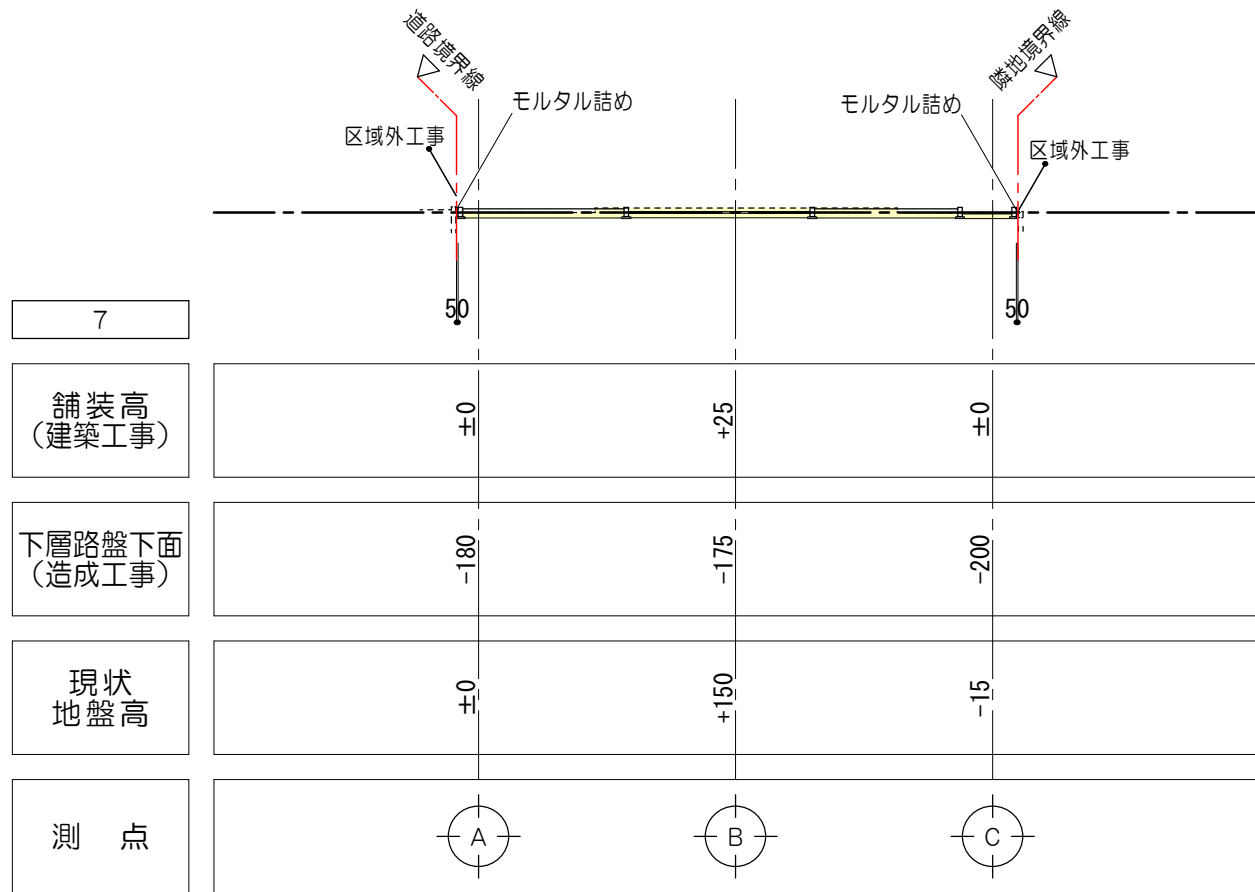 道路境界線
隣地境界線
モルタル詰め
モルタル詰め
区域外工事
区域外工事
50
50
7
舗装高
(建築工事)
±0
+25
±0
下層路盤下面
(造成工事)
-180
-175
-200
現状
地盤高
±0
+150
-15
測 点
A
B
C